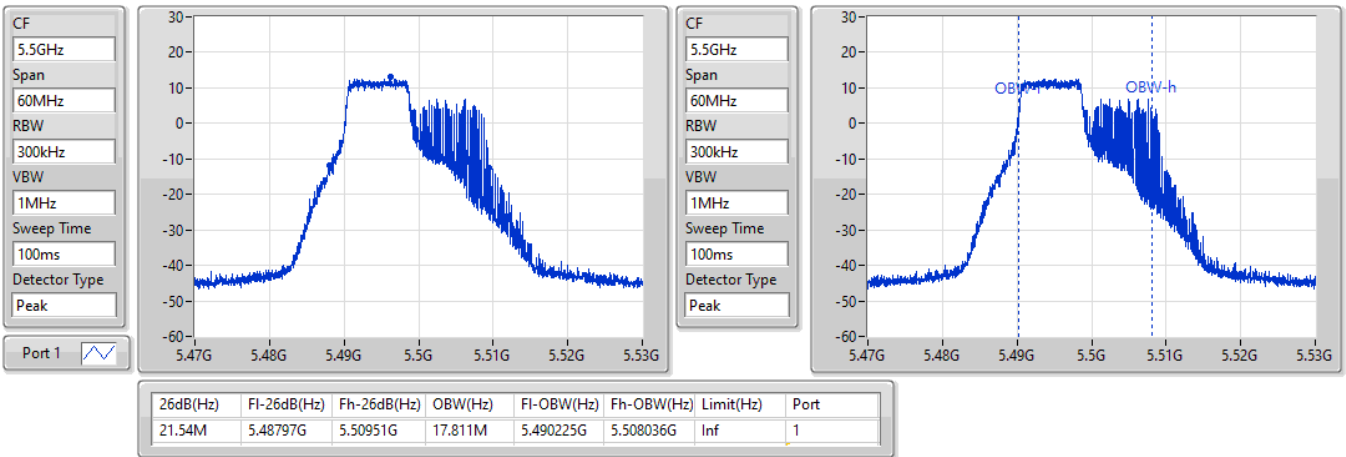 CF
5.5GHz
Span
60MHz
RBW
300kHz
VBW
1MHz
Sweep Time
100ms
Detector Type
Peak
Port 1
30
20
10
0
-10
-20
-30
-40
-50
-60
5.47G 5.48G 5.49G 5.5G 5.51G 5.52G 5.53G
CF
5.5GHz
Span
60MHz
RBW
300kHz
VBW
1MHz
Sweep Time
100ms
Detector Type
Peak
30
20
10
0
-10
-20
-30
-40
-50
-60
OBW-l OBW-h
5.47G 5.48G 5.49G 5.5G 5.51G 5.52G 5.53G
26dB(Hz) Fl-26dB(Hz) Fh-26dB(Hz) OBW(Hz) Fl-OBW(Hz) Fh-OBW(Hz) Limit(Hz) Port
21.54M 5.48797G 5.50951G 17.811M 5.490225G 5.508036G Inf 1